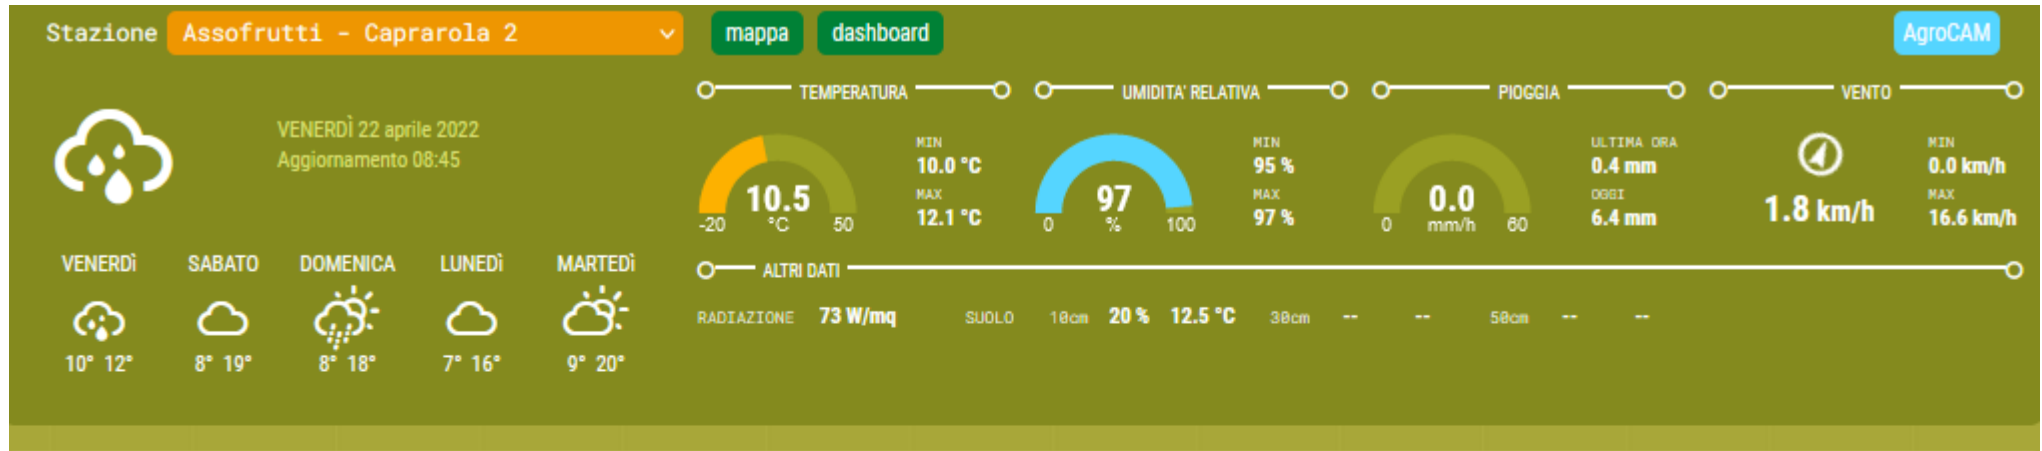 Stazione Assofrutti - Caprarola 2 mappa dashboard AgroCAM
VENERDÌ 22 aprile 2022
Aggiornamento 08:45
VENERDÌ SABATO DOMENICA LUNEDÌ MARTEDÌ
10° 12° 8° 19° 8° 18° 7° 16° 9° 20°
TEMPERATURA
10.5
°C
-20 50
MIN
10.0 °C
MAX
12.1 °C
UMIDITA' RELATIVA
97
%
0 100
MIN
95 %
MAX
97 %
PIOGGIA
0.0
mm/h
0 60
ULTIMA ORA
0.4 mm
OGGI
6.4 mm
VENTO
1.8 km/h
MIN
0.0 km/h
MAX
16.6 km/h
ALTRI DATI
RADIAZIONE 73 W/mq SUOLO 10cm 20 % 12.5 °C 30cm -- -- 50cm -- --